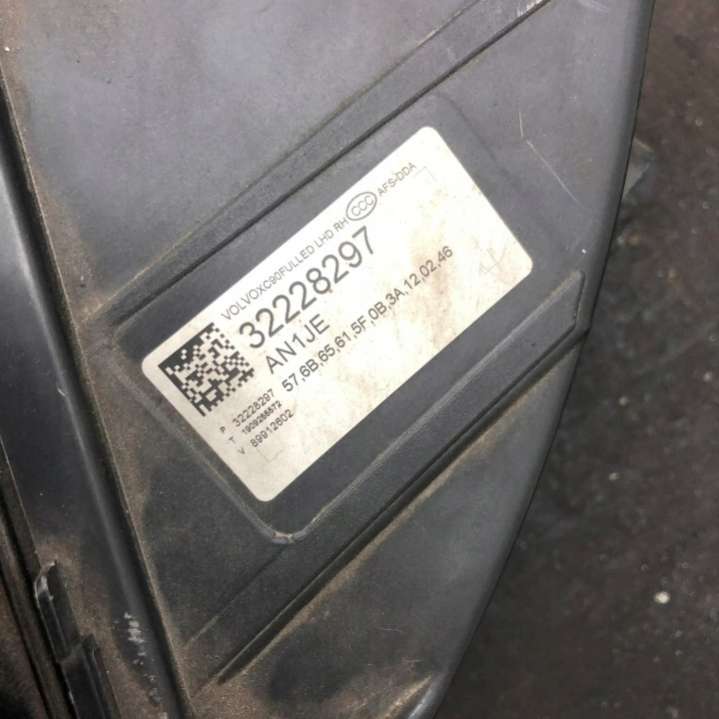 VOLVOXC90FULLED LHD RH CCC AFS-DDA
32228297
AN1JE
57,6B,65,61,5F,0B,3A,12,02,46
P 32228297
T 1909286872
V 89912602